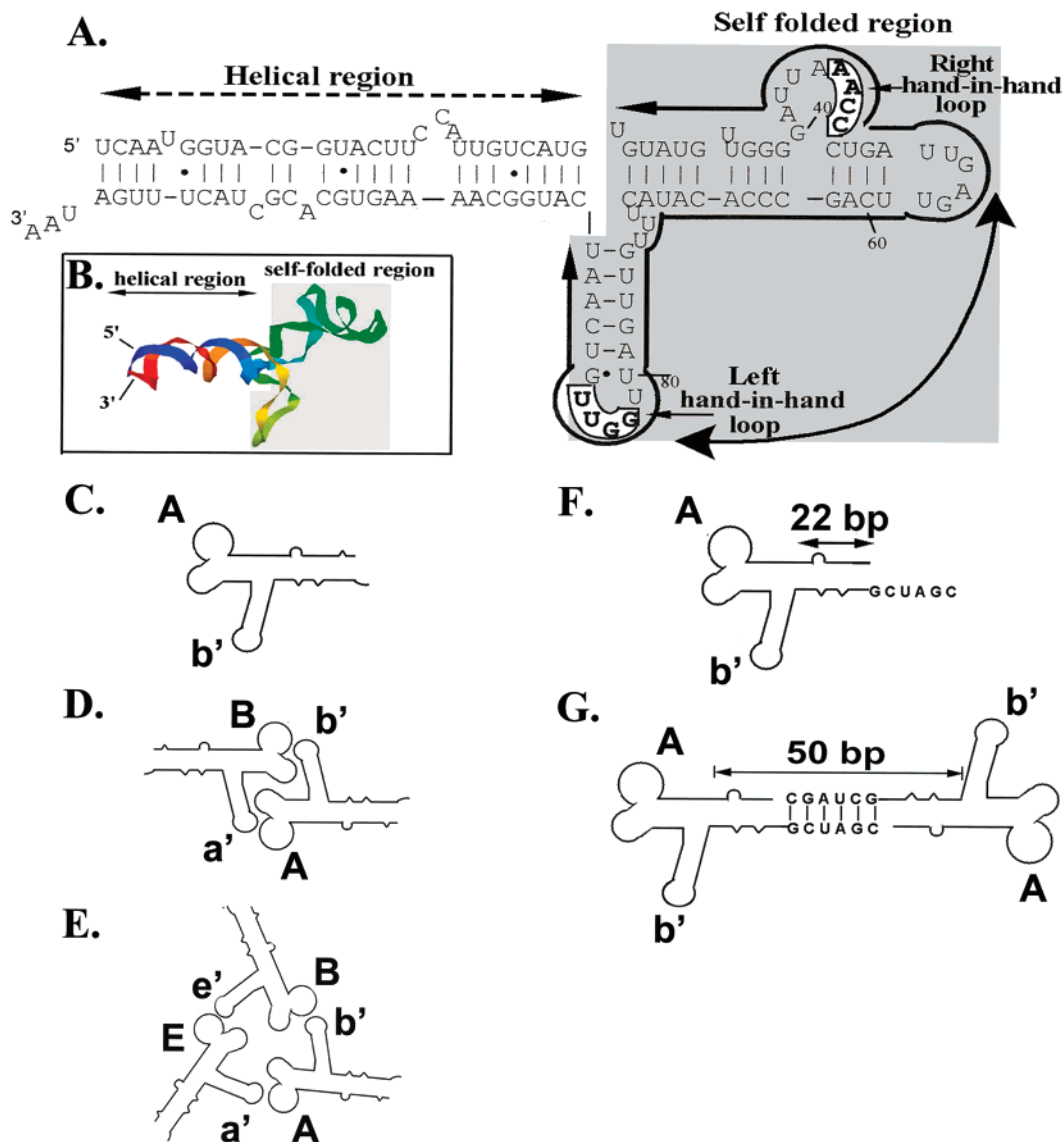 A.
Self folded region
Helical region
Right
hand-in-hand
loop
A
U A A
U A
A C
40 G C
C C A
5' UCAA U GGUA-CG-GUACUU UUGUCAUG U GUAUG U UGGG CUGA U U G A G U U
UCAU C GC A CGUGAA—AACGGUAC CAUAC-ACCC-GACU
3' A A U
60
U U U
U-G
A U
A U
C G
U A
G • U 80
U U
U G G
Left
hand-in-hand
loop
B.
helical region
self-folded region
5'
3'
C.
A
b'
D.
B
b'
a'
A
E.
e'
B
E
b'
a'
A
F.
A
22 bp
GCUAGC
b'
G.
b'
A
50 bp
CGAUCG
GCUAGC
b'
A